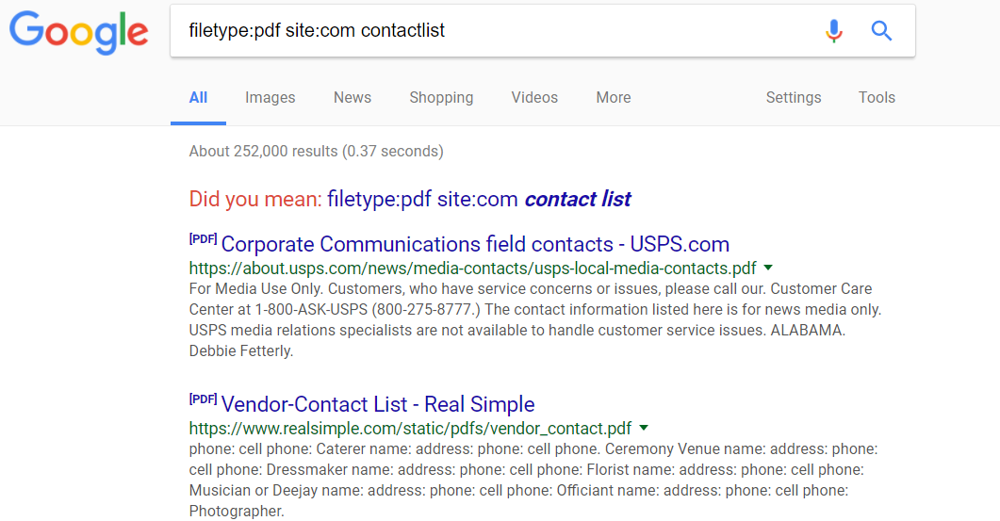 Google
filetype:pdf site:com contactlist
All Images News Shopping Videos More Settings Tools
About 252,000 results (0.37 seconds)
Did you mean: filetype:pdf site:com contact list
[PDF] Corporate Communications field contacts - USPS.com
https://about.usps.com/news/media-contacts/usps-local-media-contacts.pdf
For Media Use Only. Customers, who have service concerns or issues, please call our. Customer Care
Center at 1-800-ASK-USPS (800-275-8777.) The contact information listed here is for news media only.
USPS media relations specialists are not available to handle customer service issues. ALABAMA.
Debbie Fetterly.
[PDF] Vendor-Contact List - Real Simple
https://www.realsimple.com/static/pdfs/vendor_contact.pdf
phone: cell phone: Caterer name: address: phone: cell phone. Ceremony Venue name: address: phone:
cell phone: Dressmaker name: address: phone: cell phone: Florist name: address: phone: cell phone:
Musician or Deejay name: address: phone: cell phone: Officiant name: address: phone: cell phone:
Photographer.